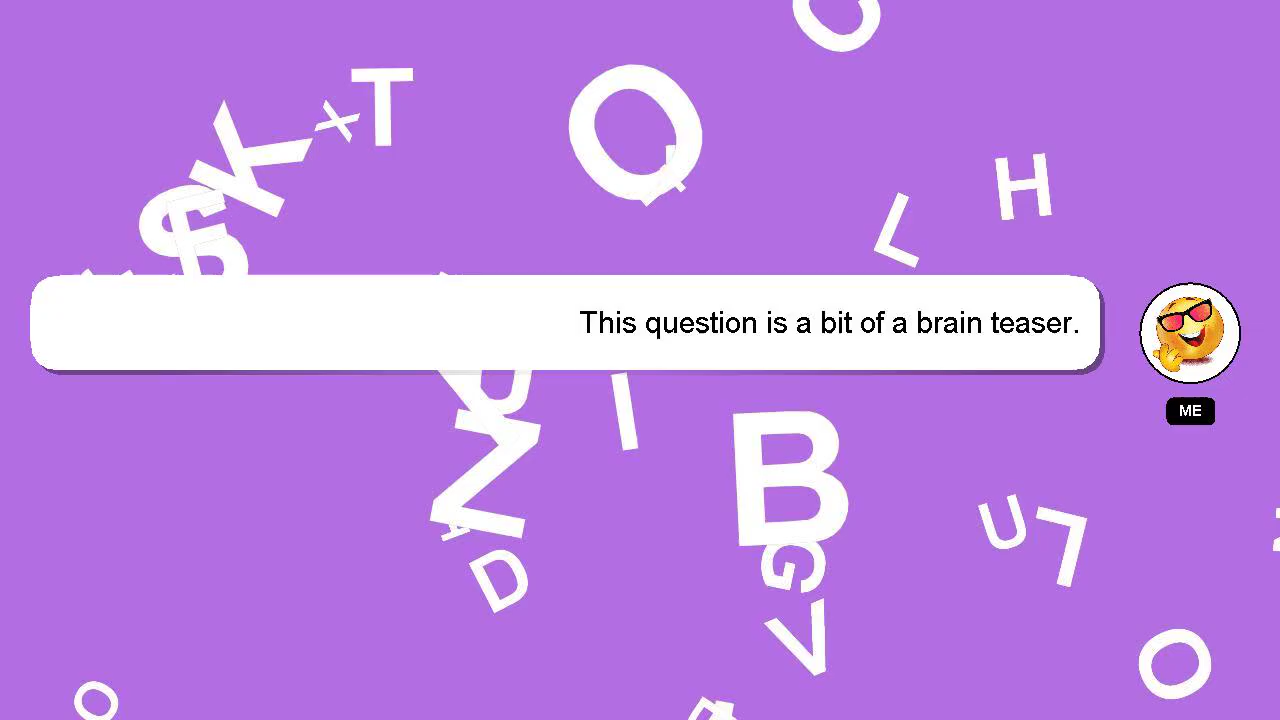 This question is a bit of a brain teaser.
ME
O
T
X
K
S
O
H
L
U
I
Z
B
D
G
U
L
V
O
O